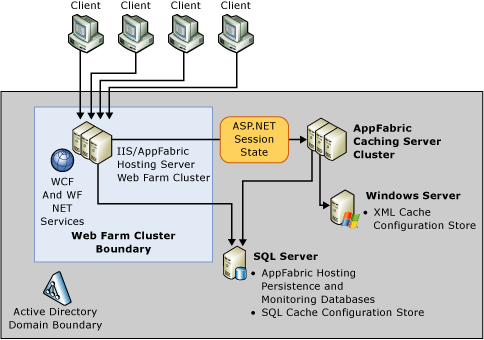 Client
Client
Client
Client
ASP.NET
Session
State
AppFabric
Caching Server
Cluster
IIS/AppFabric
Hosting Server
Web Farm Cluster
WCF
And WF
NET
Services
Web Farm Cluster
Boundary
Windows Server
• XML Cache
Configuration Store
SQL Server
• AppFabric Hosting
Persistence and
Monitoring Databases
• SQL Cache Configuration Store
Active Directory
Domain Boundary